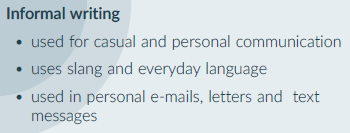 Informal writing
• used for casual and personal communication
• uses slang and everyday language
• used in personal e-mails, letters and text
messages